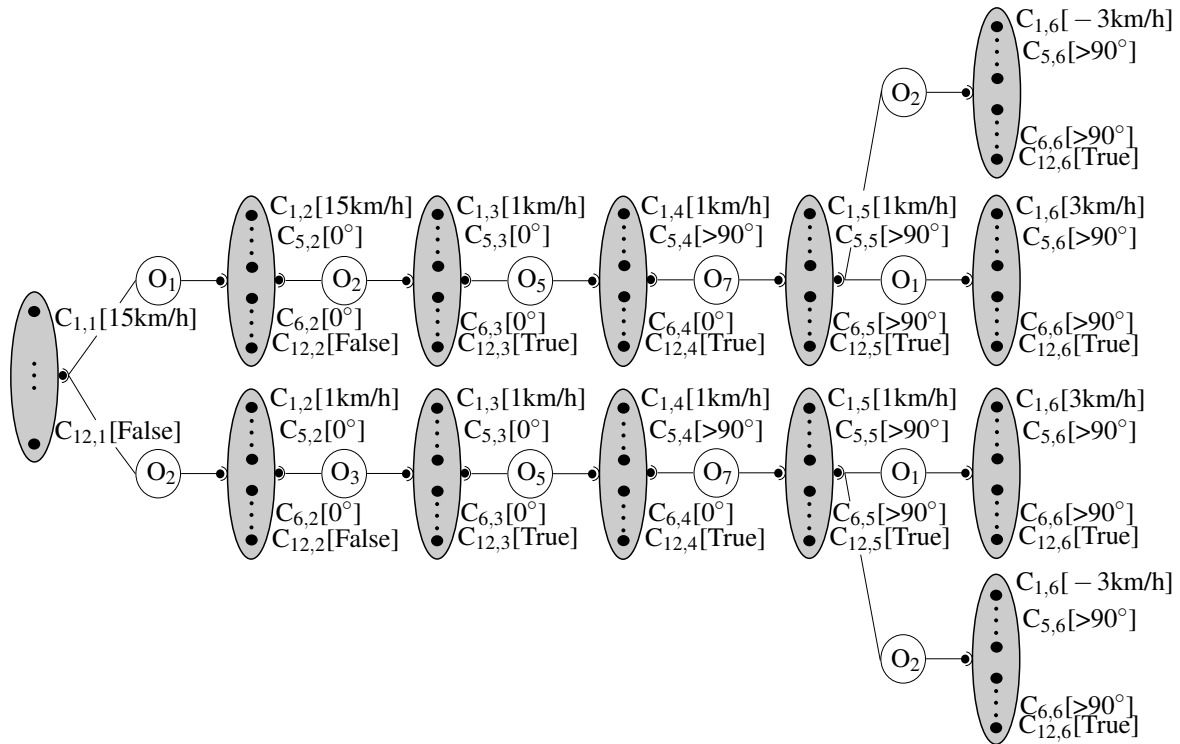 C1,6[ − 3km/h]
C5,6[>90°]
O2
C6,6[>90°]
C12,6[True]
C1,2[15km/h] C1,3[1km/h] C1,4[1km/h] C1,5[1km/h] C1,6[3km/h]
C5,2[0°] C5,3[0°] C5,4[>90°] C5,5[>90°] C5,6[>90°]
O1 O2 O5 O7 O1
C1,1[15km/h] C6,2[0°] C6,3[0°] C6,4[0°] C6,5[>90°] C6,6[>90°]
C12,2[False] C12,3[True] C12,4[True] C12,5[True] C12,6[True]
C1,2[1km/h] C1,3[1km/h] C1,4[1km/h] C1,5[1km/h] C1,6[3km/h]
C12,1[False] C5,2[0°] C5,3[0°] C5,4[>90°] C5,5[>90°] C5,6[>90°]
O2 O3 O5 O7 O1
C6,2[0°] C6,3[0°] C6,4[0°] C6,5[>90°] C6,6[>90°]
C12,2[False] C12,3[True] C12,4[True] C12,5[True] C12,6[True]
C1,6[ − 3km/h]
C5,6[>90°]
O2
C6,6[>90°]
C12,6[True]